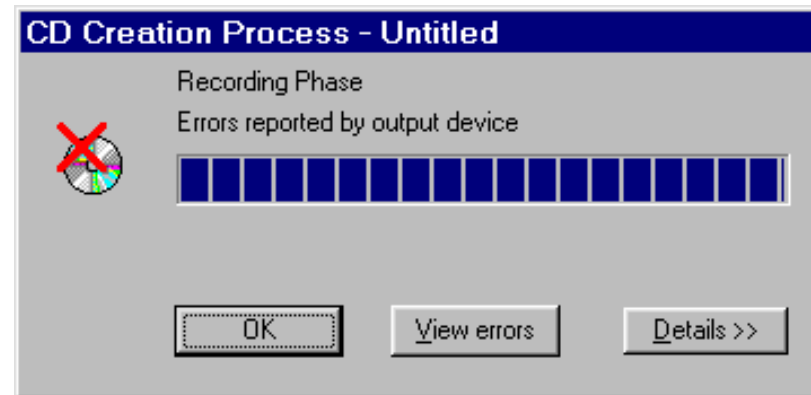 CD Creation Process - Untitled
Recording Phase
Errors reported by output device
OK
View errors
Details >>